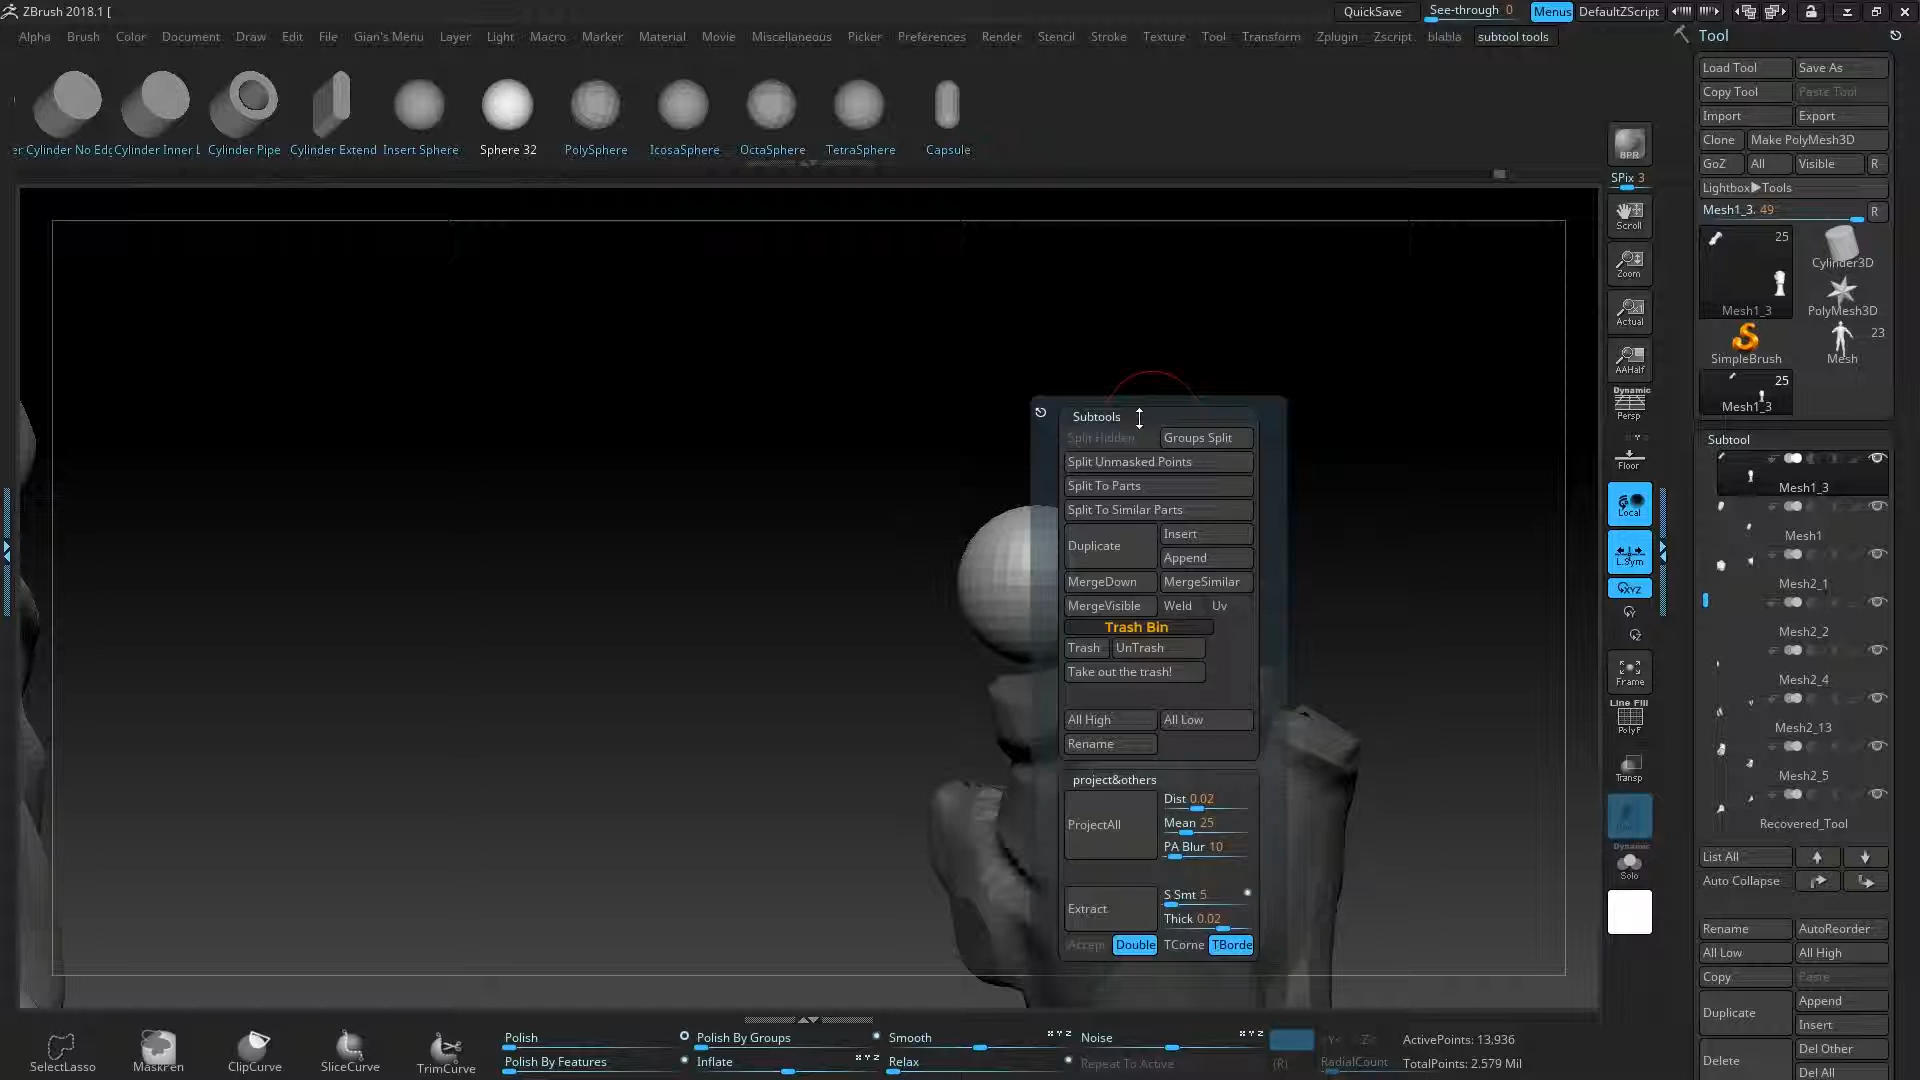 ZBrush 2018.1 [
QuickSave See-through 0 Menus DefaultZScript
Alpha Brush Color Document Draw Edit File Gian's Menu Layer Light Macro Marker Material Movie Miscellaneous Picker Preferences Render Stencil Stroke Texture Tool Transform Zplugin Zscript blabla subtool tools
er Cylinder No Edg Cylinder Inner L Cylinder Pipe Cylinder Extend Insert Sphere Sphere 32 PolySphere IcosaSphere OctaSphere TetraSphere Capsule
BPR
SPix 3
Scroll
Zoom
Actual
AAHalf
Dynamic
Persp
Floor
Local
L.Sym
XYZ
Frame
Line Fill
PolyF
Transp
Dynamic
Solo
Tool
Load Tool Save As
Copy Tool Paste Tool
Import Export
Clone Make PolyMesh3D
GoZ All Visible R
Lightbox▶Tools
Mesh1_3. 49 R
25
Cylinder3D
Mesh1_3 PolyMesh3D
23
SimpleBrush Mesh
25
Mesh1_3
Subtool
Mesh1_3
Mesh1
Mesh2_1
Mesh2_2
Mesh2_4
Mesh2_13
Mesh2_5
Recovered_Tool
List All
Auto Collapse
Rename AutoReorder
All Low All High
Copy Paste
Duplicate Append
Insert
Delete Del Other
Del All
Subtools
Split Hidden Groups Split
Split Unmasked Points
Split To Parts
Split To Similar Parts
Duplicate Insert
Append
MergeDown MergeSimilar
MergeVisible Weld Uv
Trash Bin
Trash UnTrash
Take out the trash!
All High All Low
Rename
project&others
ProjectAll Dist 0.02
Mean 25
PA Blur 10
Extract S Smt 5
Thick 0.02
Accept Double TCorne TBorde
SelectLasso MaskPen ClipCurve SliceCurve TrimCurve
Polish Polish By Groups Smooth Noise ActivePoints: 13,936
Polish By Features Inflate Relax Repeat To Active (R) RadialCount TotalPoints: 2.579 Mil